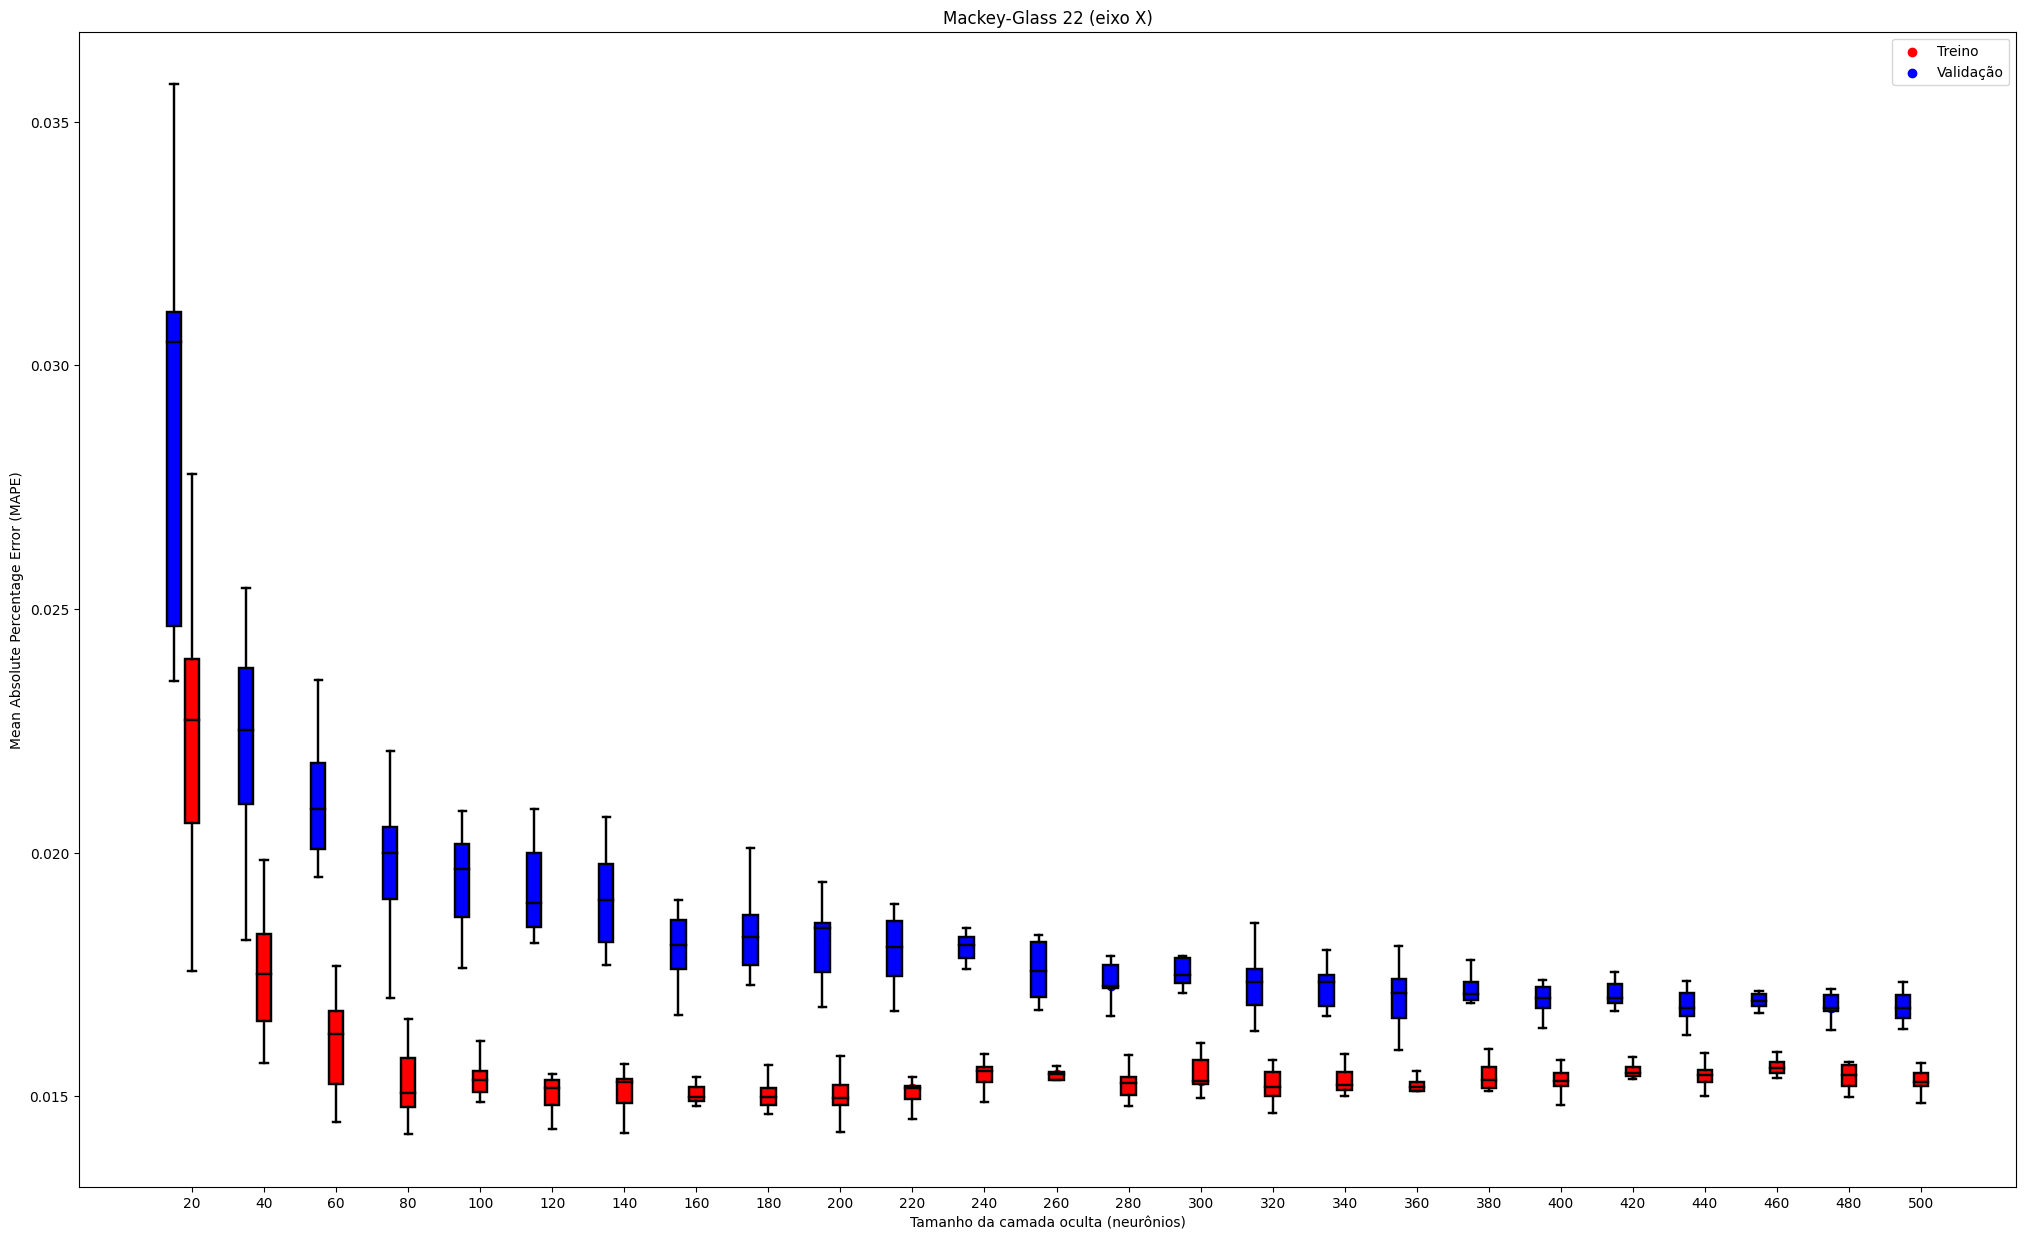 Mackey-Glass 22 (eixo X)
Treino
Validação
Mean Absolute Percentage Error (MAPE)
0.035
0.030
0.025
0.020
0.015
20 40 60 80 100 120 140 160 180 200 220 240 260 280 300 320 340 360 380 400 420 440 460 480 500
Tamanho da camada oculta (neurônios)